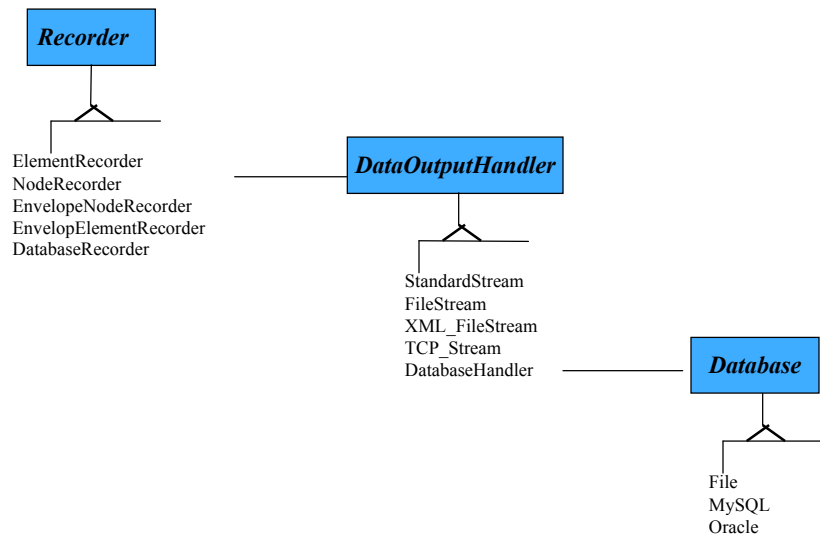 Recorder
ElementRecorder
NodeRecorder
EnvelopeNodeRecorder
EnvelopElementRecorder
DatabaseRecorder
DataOutputHandler
StandardStream
FileStream
XML_FileStream
TCP_Stream
DatabaseHandler
Database
File
MySQL
Oracle